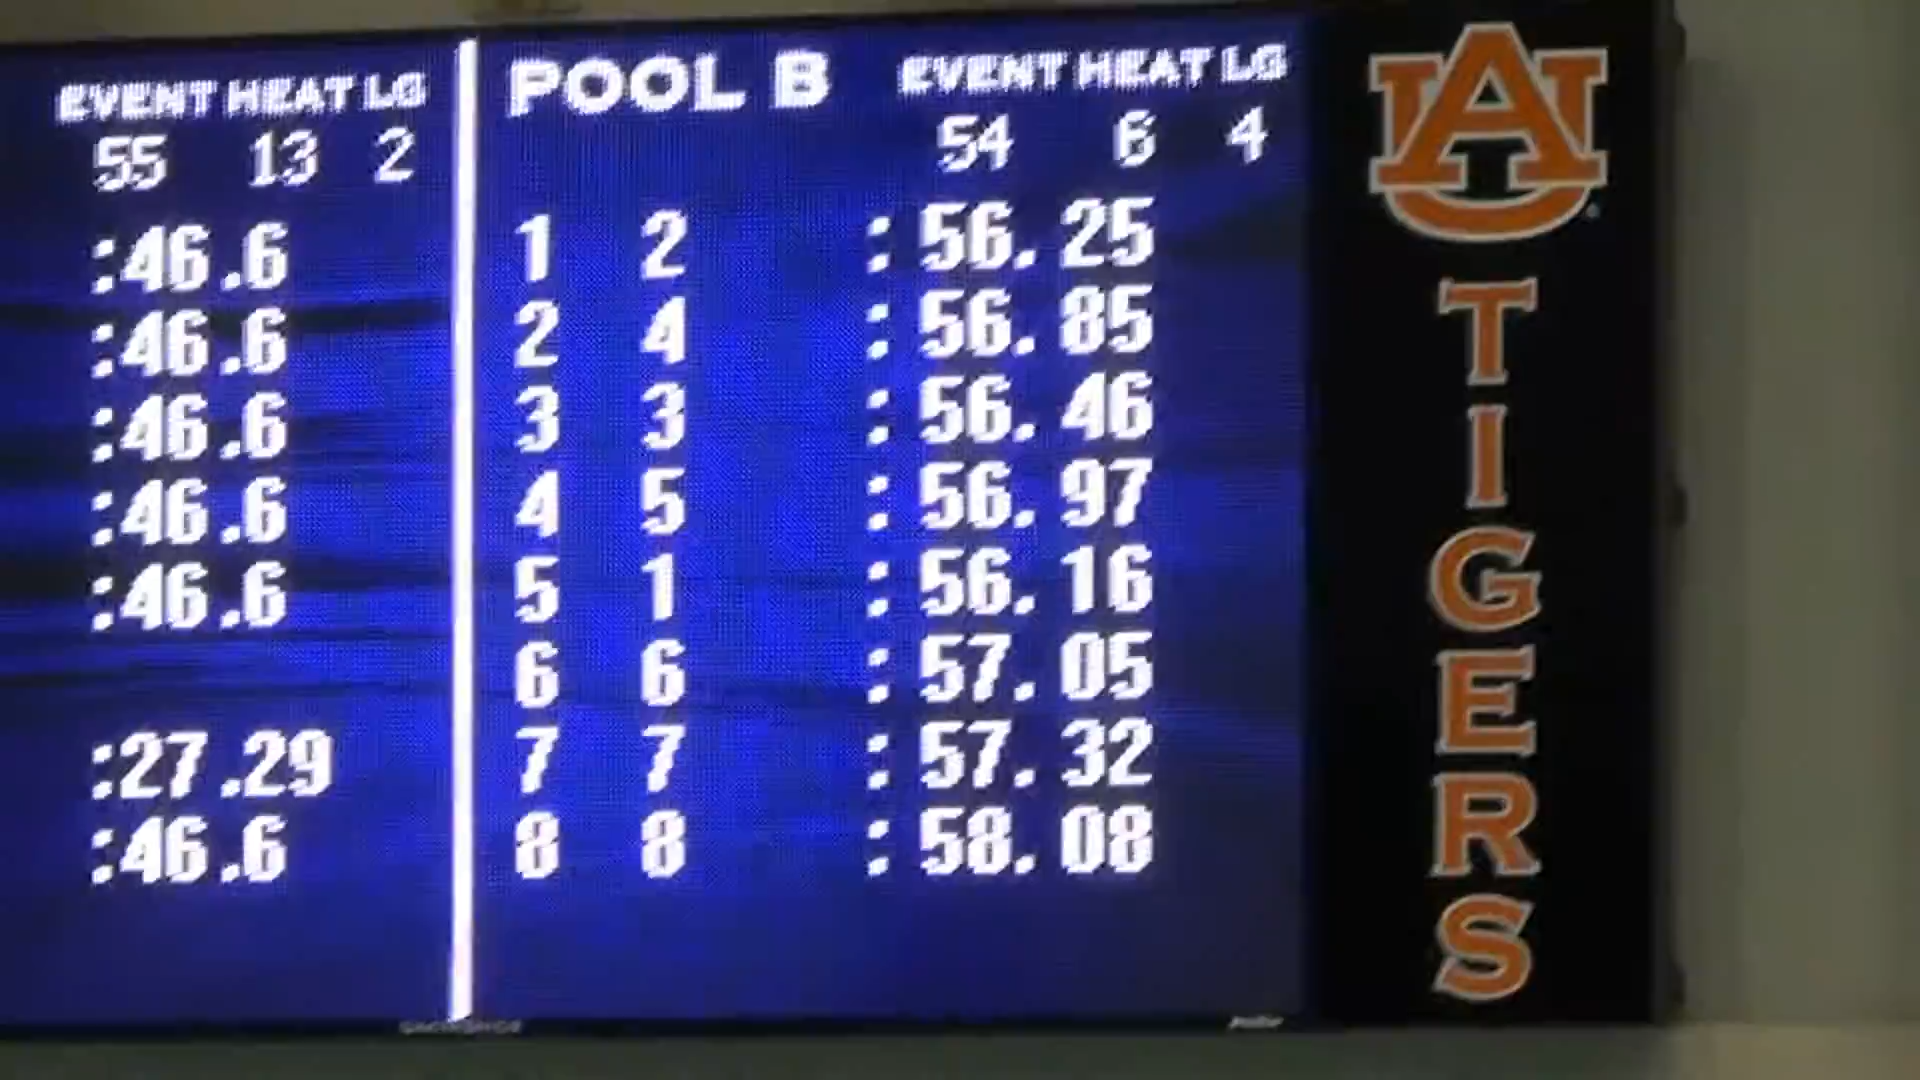 EVENT HEAT LG
55 13 2
:46.6
:46.6
:46.6
:46.6
:46.6
:27.29
:46.6
POOL B EVENT HEAT LG
54 6 4
1 2 :56.25
2 4 :56.85
3 3 :56.46
4 5 :56.97
5 1 :56.16
6 6 :57.05
7 7 :57.32
8 8 :58.08
AU
TIGERS